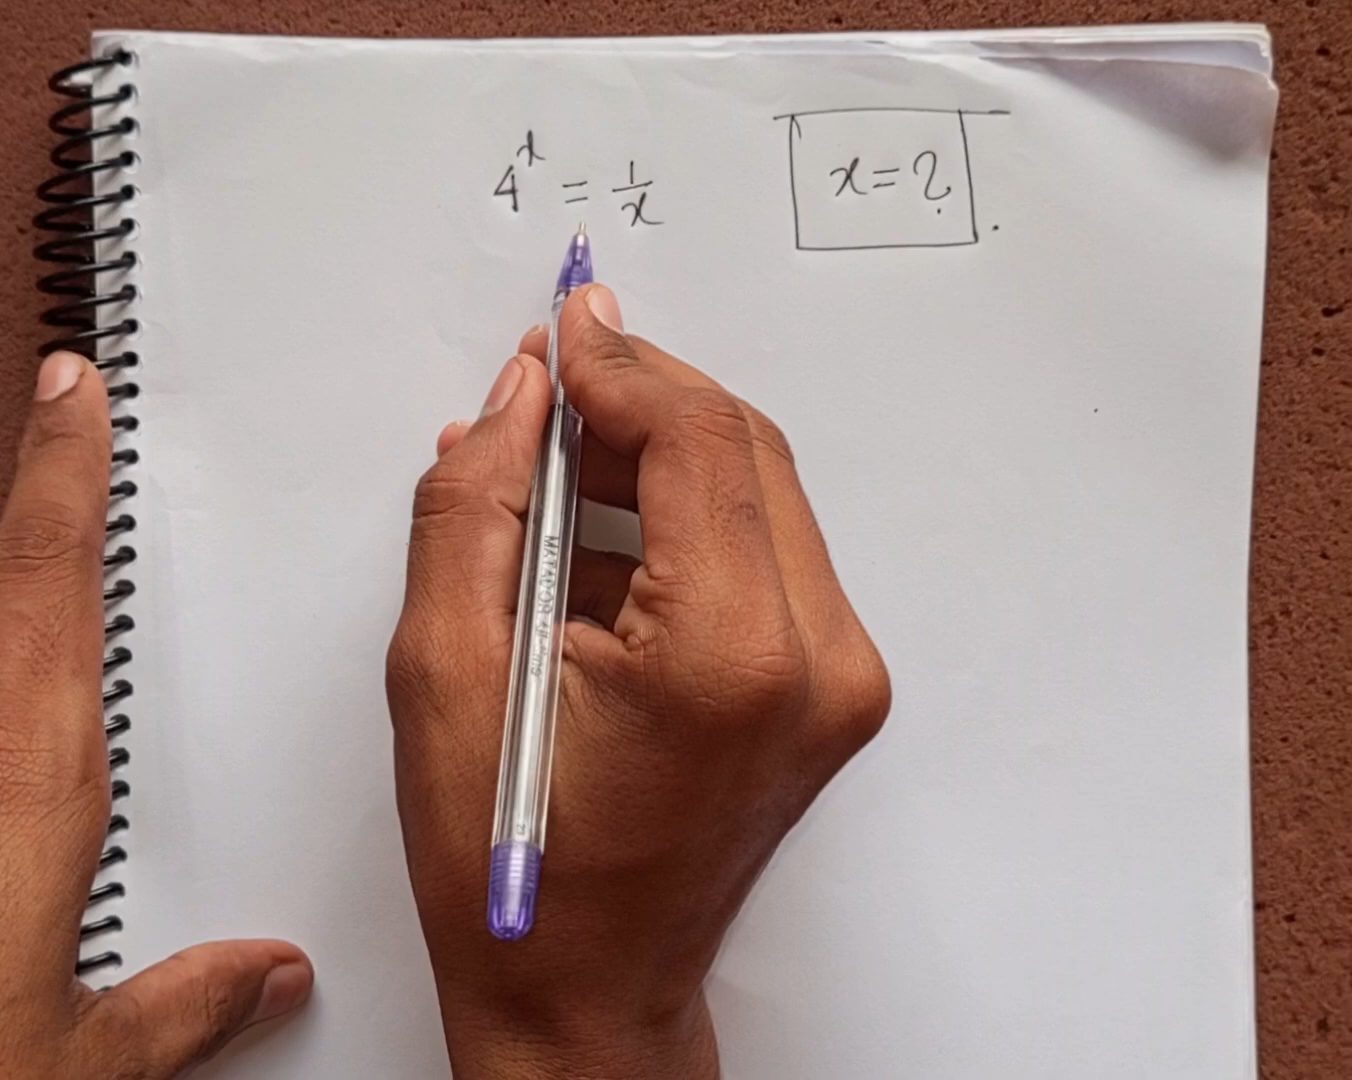 4^x = 1/x
x = ?
MATADOR